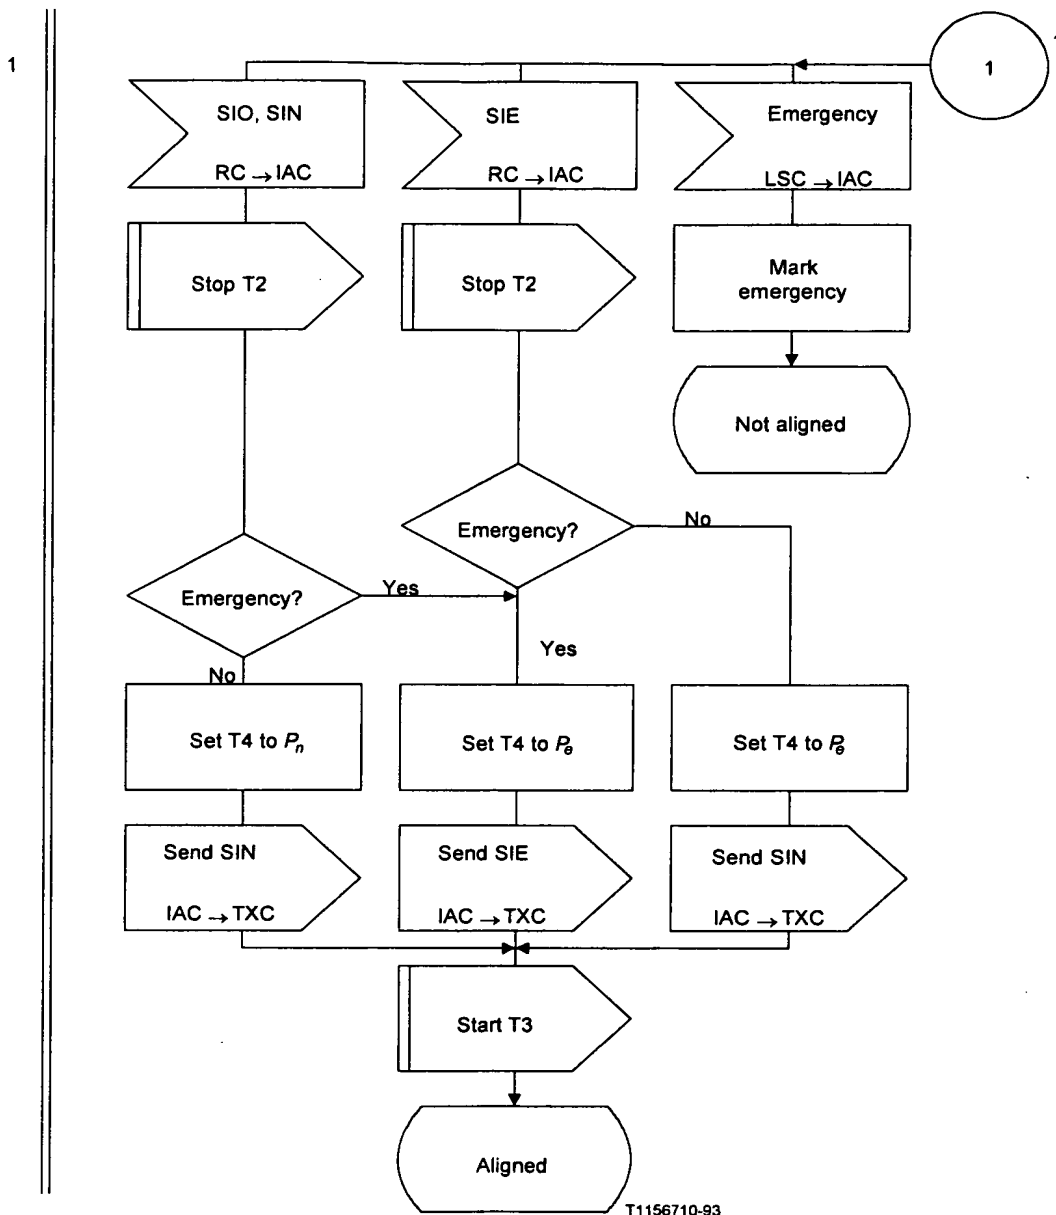 1
1
SIO, SIN
RC → IAC
SIE
RC → IAC
Emergency
LSC → IAC
Stop T2
Stop T2
Mark
emergency
Not aligned
Emergency?
No
Emergency?
Yes
Yes
No
Set T4 to Pn
Set T4 to Pe
Set T4 to Pe
Send SIN
IAC → TXC
Send SIE
IAC → TXC
Send SIN
IAC → TXC
Start T3
Aligned
T1156710-93